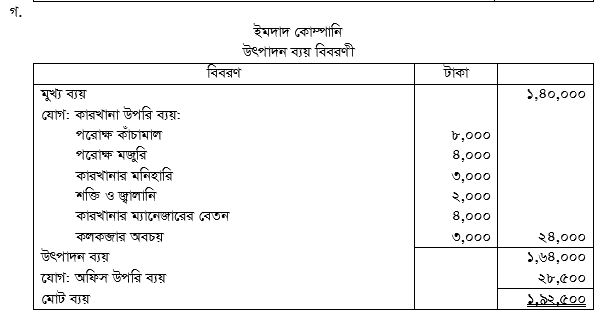 গ.
ইমদাদ কোম্পানি
উৎপাদন ব্যয় বিবরণী
বিবরণ টাকা
মুখ্য ব্যয় ১,৪০,০০০
যোগ: কারখানা উপরি ব্যয়:
পরোক্ষ কাঁচামাল ৮,০০০
পরোক্ষ মজুরি ৪,০০০
কারখানার মনিহারি ৩,০০০
শক্তি ও জ্বালানি ২,০০০
কারখানার ম্যানেজারের বেতন ৪,০০০
কলকব্জার অবচয় ৩,০০০ ২৪,০০০
উৎপাদন ব্যয় ১,৬৪,০০০
যোগ: অফিস উপরি ব্যয় ২৮,৫০০
মোট ব্যয় ১,৯২,৫০০